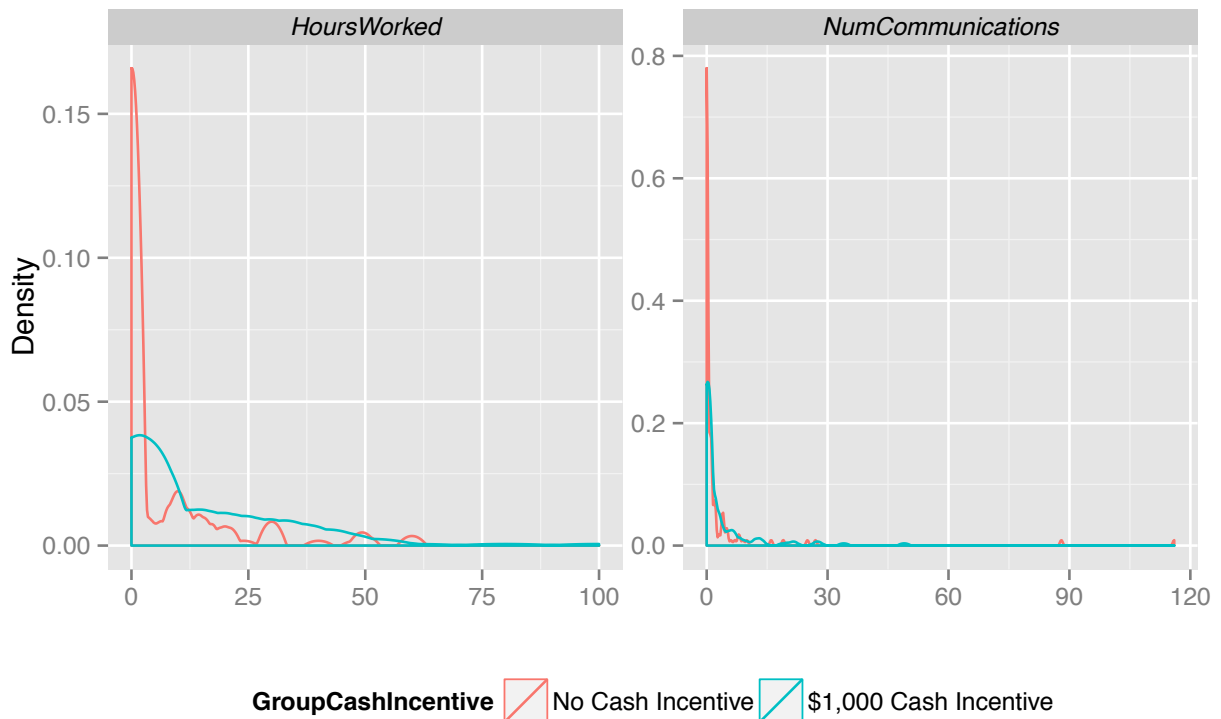 HoursWorked
NumCommunications
Density
0.15
0.10
0.05
0.00
0.8
0.6
0.4
0.2
0.0
0 25 50 75 100
0 30 60 90 120
GroupCashIncentive No Cash Incentive $1,000 Cash Incentive